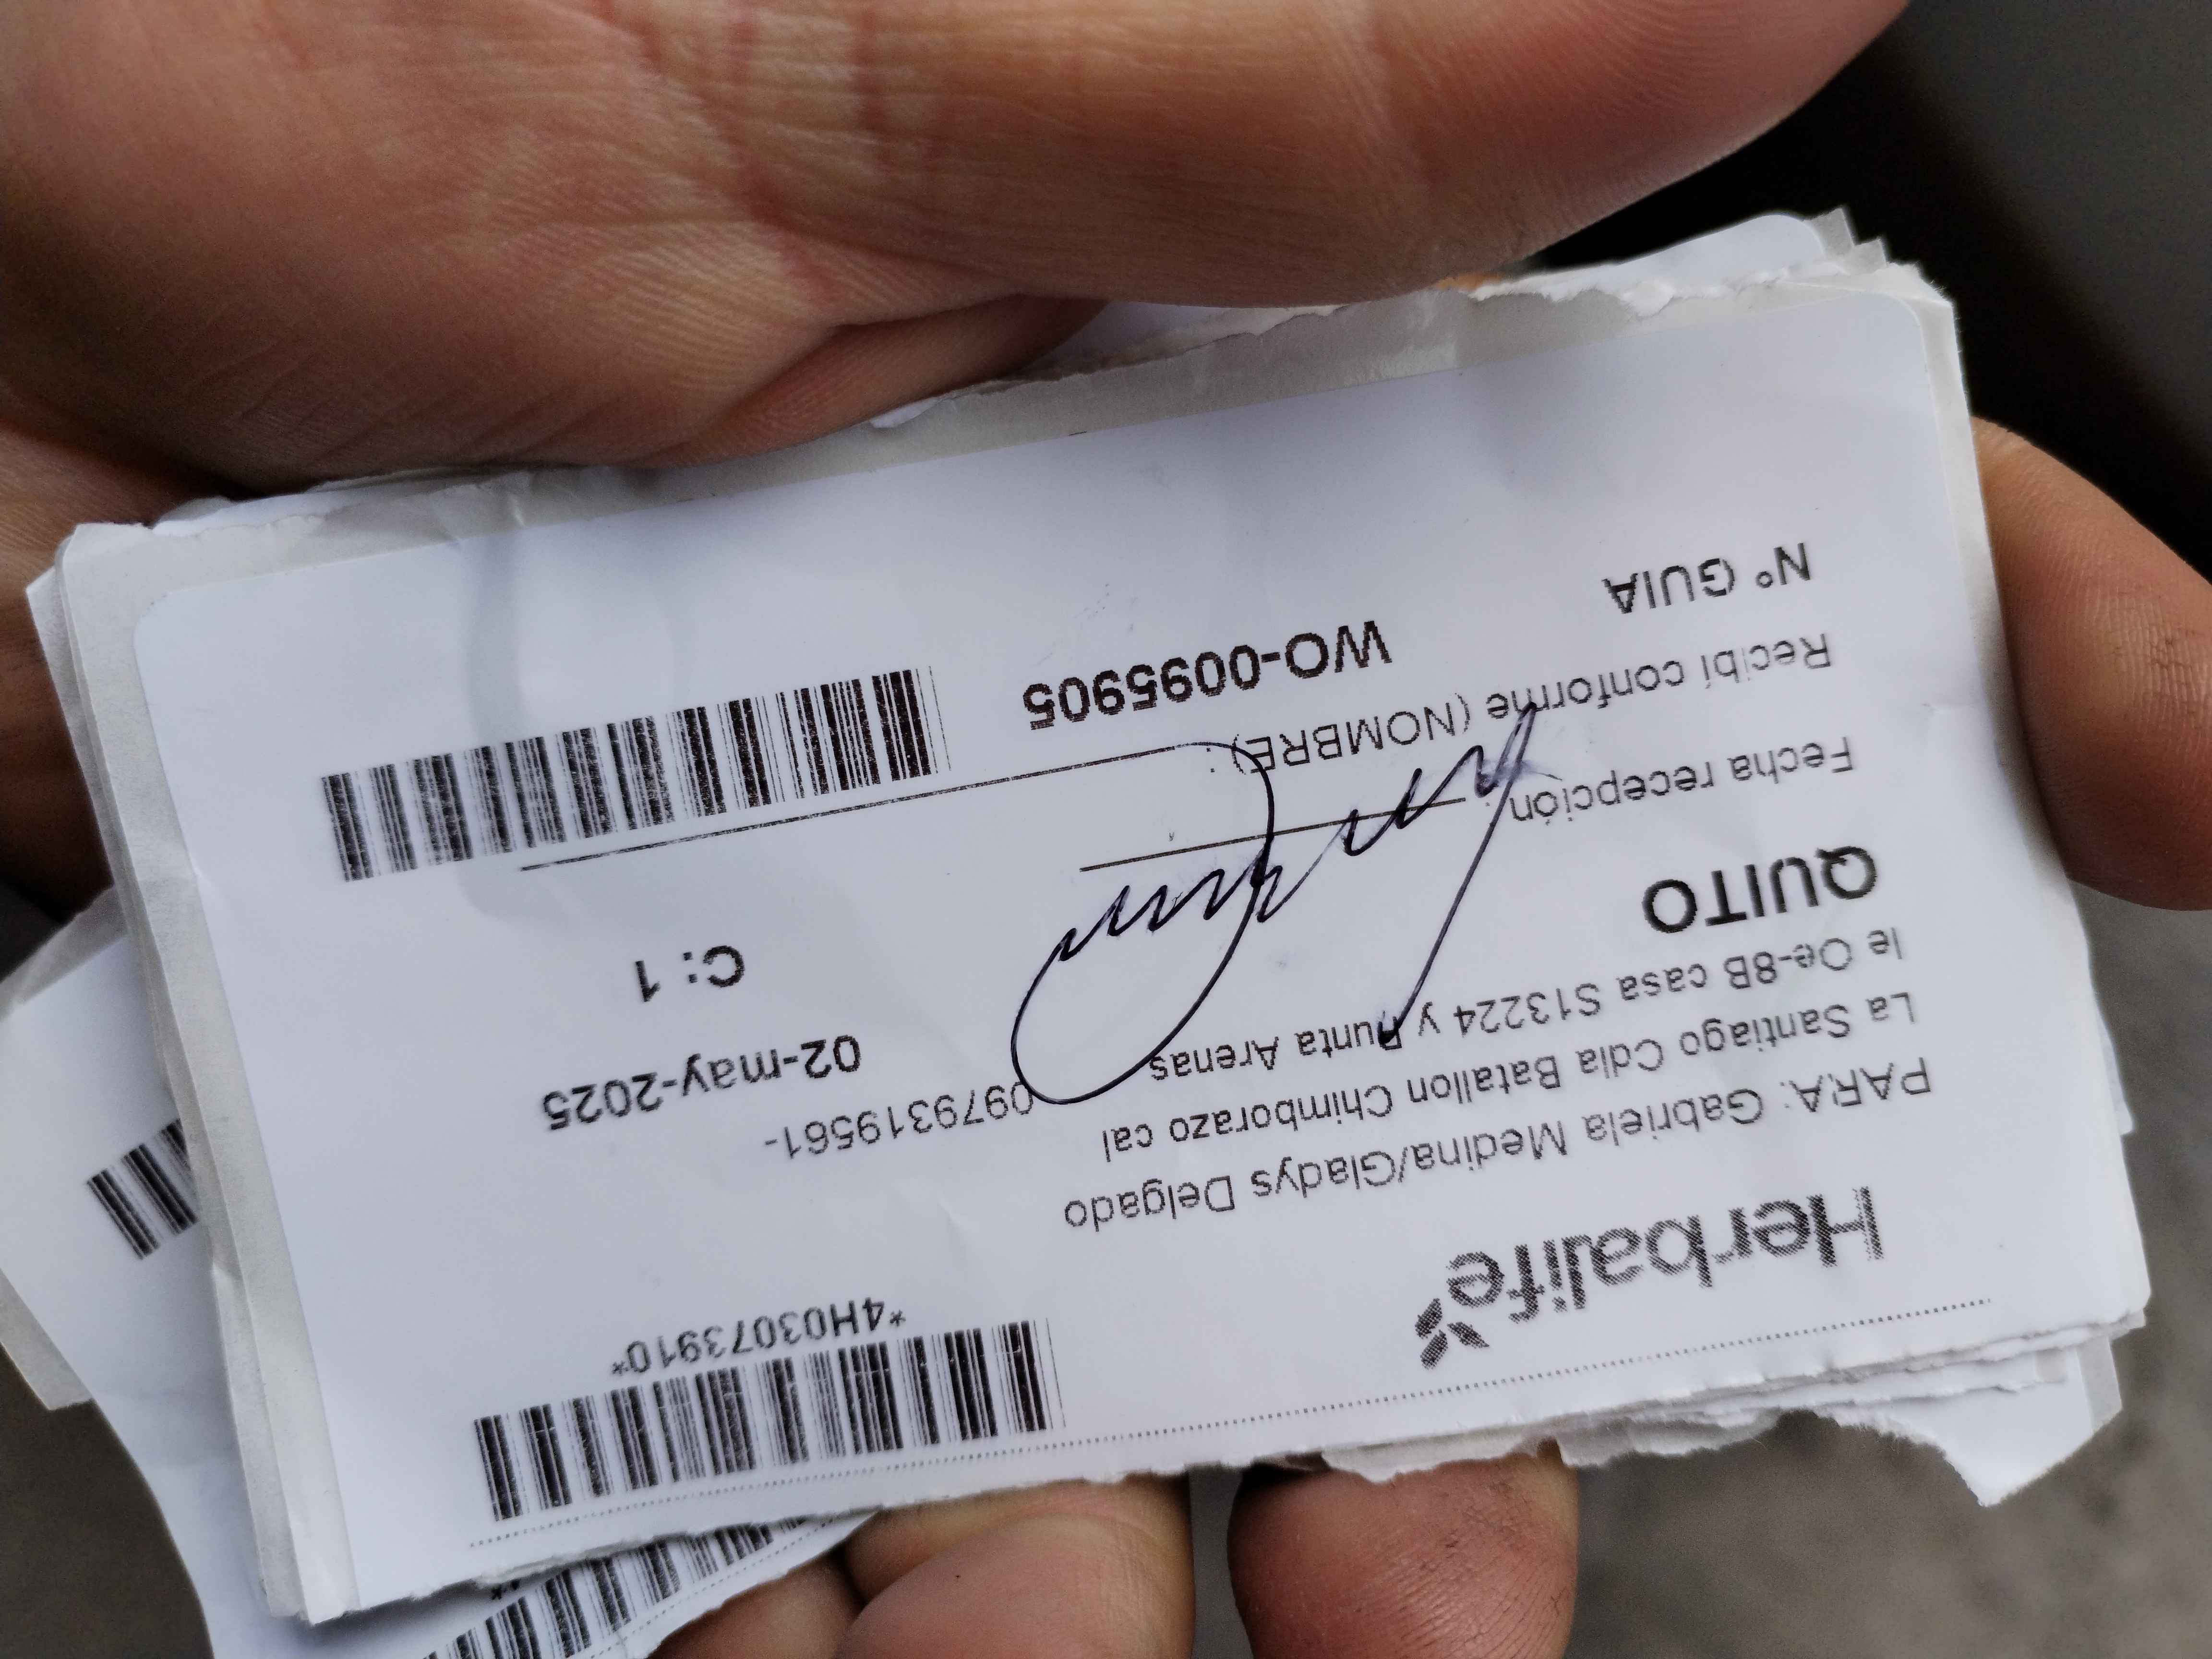 *4H03073910*
Herbalife
PARA: Gabriela Medina/Gladys Delgado
La Santiago Cdla Batallon Chimborazo cal
le Oe-8B casa S13224 y Punta Arenas
0979319561-
QUITO
02-may-2025
Fecha recepción :
C: 1
Recibí conforme (NOMBRE) :
Nº GUIA
WO-0095905